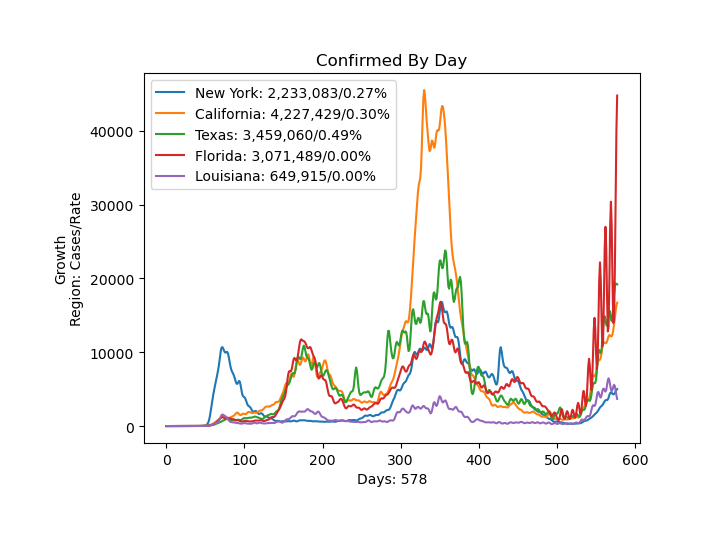 Confirmed By Day
New York: 2,233,083/0.27%
California: 4,227,429/0.30%
Texas: 3,459,060/0.49%
Florida: 3,071,489/0.00%
Louisiana: 649,915/0.00%
Growth
Region: Cases/Rate
40000
30000
20000
10000
0
0 100 200 300 400 500 600
Days: 578